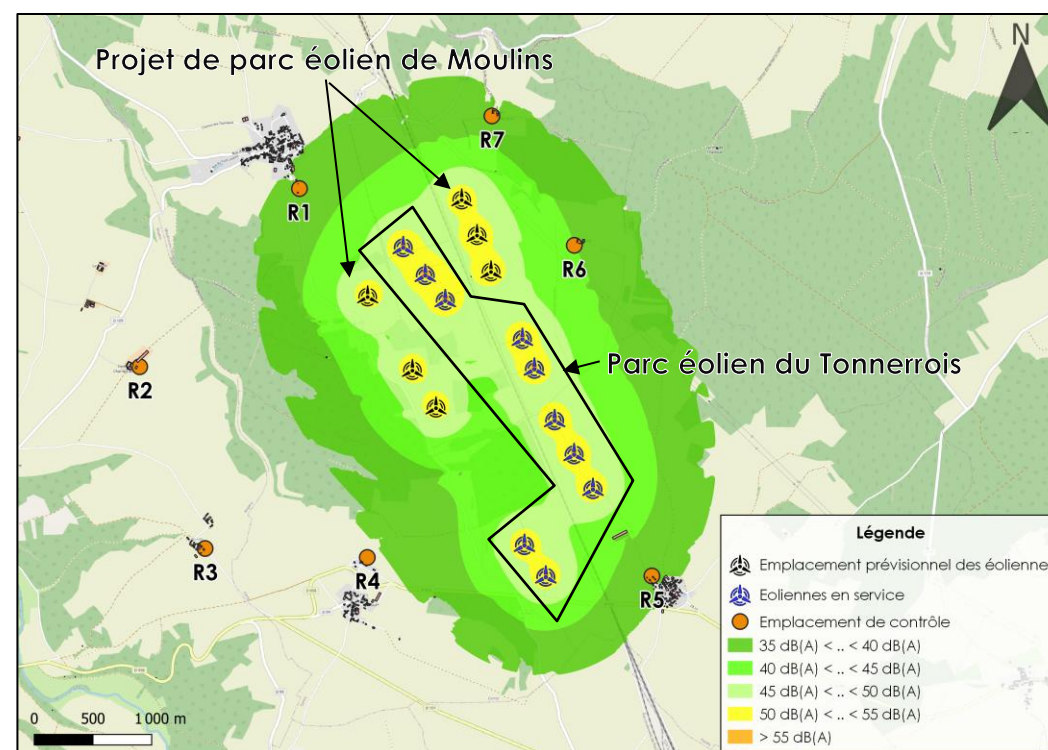 Projet de parc éolien de Moulins
N
R7
R1
R6
Parc éolien du Tonnerrois
R2
R3
R4
R5
Légende
Emplacement prévisionnel des éolienne
Eoliennes en service
Emplacement de contrôle
35 dB(A) < .. < 40 dB(A)
40 dB(A) < .. < 45 dB(A)
45 dB(A) < .. < 50 dB(A)
50 dB(A) < .. < 55 dB(A)
> 55 dB(A)
0 500 1 000 m